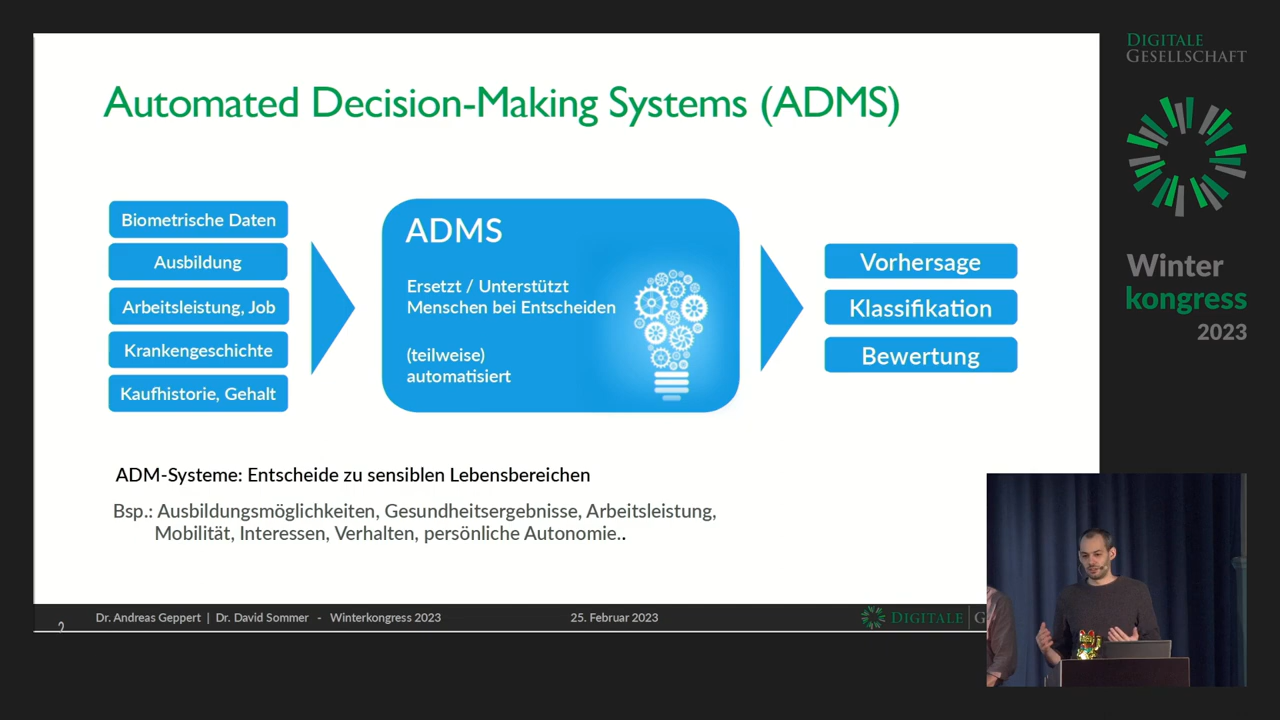 DIGITALE
GESELLSCHAFT
Automated Decision-Making Systems (ADMS)
Biometrische Daten
Ausbildung
Arbeitsleistung, Job
Krankengeschichte
Kaufhistorie, Gehalt
ADMS
Ersetzt / Unterstützt
Menschen bei Entscheiden
(teilweise)
automatisiert
Vorhersage
Klassifikation
Bewertung
Winter
kongress
2023
ADM-Systeme: Entscheide zu sensiblen Lebensbereichen
Bsp.: Ausbildungsmöglichkeiten, Gesundheitsergebnisse, Arbeitsleistung,
Mobilität, Interessen, Verhalten, persönliche Autonomie..
Dr. Andreas Geppert | Dr. David Sommer - Winterkongress 2023 25. Februar 2023 DIGITALE G